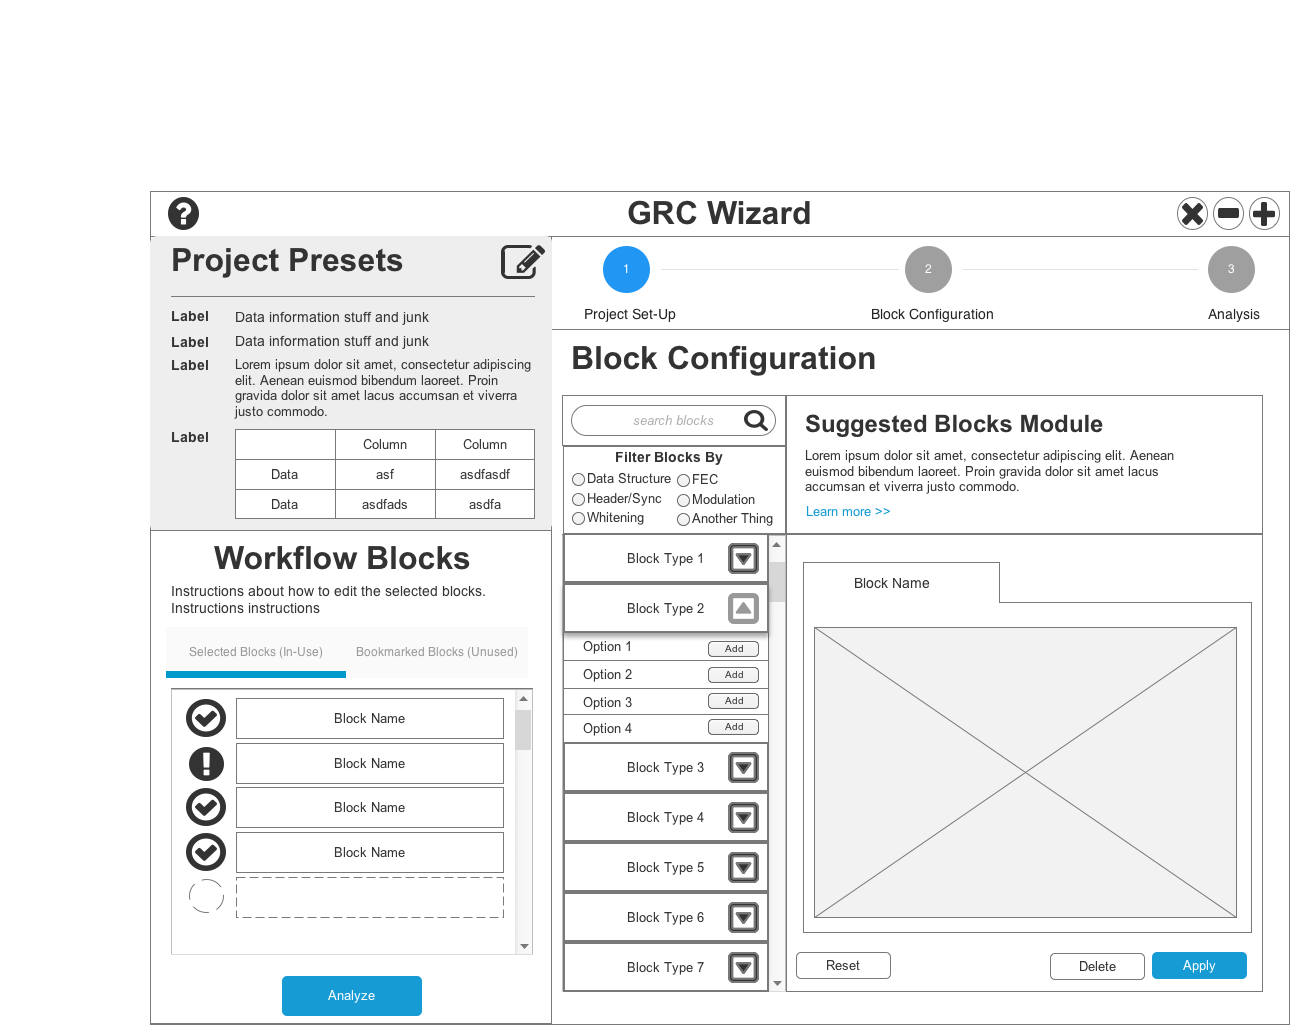 GRC Wizard
Project Presets
Label Data information stuff and junk
Label Data information stuff and junk
Label Lorem ipsum dolor sit amet, consectetur adipiscing
elit. Aenean euismod bibendum laoreet. Proin
gravida dolor sit amet lacus accumsan et viverra
justo commodo.
Label
Column Column
Data asf asdfasdf
Data asdfads asdfa
Workflow Blocks
Instructions about how to edit the selected blocks.
Instructions instructions
Selected Blocks (In-Use) Bookmarked Blocks (Unused)
Block Name
Block Name
Block Name
Block Name
Analyze
1 2 3
Project Set-Up Block Configuration Analysis
Block Configuration
search blocks
Filter Blocks By
Data Structure FEC
Header/Sync Modulation
Whitening Another Thing
Block Type 1
Block Type 2
Option 1 Add
Option 2 Add
Option 3 Add
Option 4 Add
Block Type 3
Block Type 4
Block Type 5
Block Type 6
Block Type 7
Suggested Blocks Module
Lorem ipsum dolor sit amet, consectetur adipiscing elit. Aenean
euismod bibendum laoreet. Proin gravida dolor sit amet lacus
accumsan et viverra justo commodo.
Learn more >>
Block Name
Reset Delete Apply